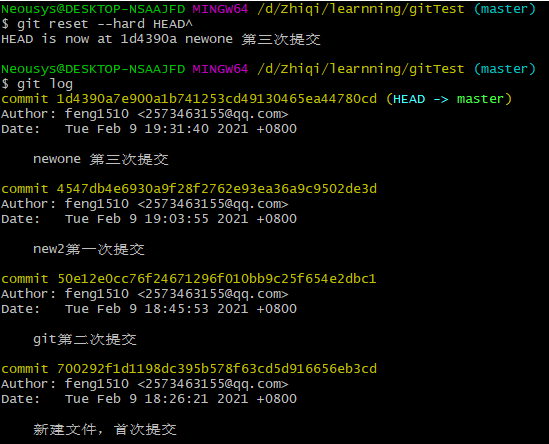 Neousys@DESKTOP-NSAAJFD MINGW64 /d/Zhiqi/learnning/gitTest (master)
$ git reset --hard HEAD^
HEAD is now at 1d4390a newone 第三次提交
Neousys@DESKTOP-NSAAJFD MINGW64 /d/Zhiqi/learnning/gitTest (master)
$ git log
commit 1d4390a7e900a1b741253cd49130465ea44780cd (HEAD -> master)
Author: feng1510 <2573463155@qq.com>
Date:   Tue Feb 9 19:31:40 2021 +0800
newone 第三次提交
commit 4547db4e6930a9f28f2762e93ea36a9c9502de3d
Author: feng1510 <2573463155@qq.com>
Date:   Tue Feb 9 19:03:55 2021 +0800
new2第一次提交
commit 50e12e0cc76f24671296f010bb9c25f654e2dbc1
Author: feng1510 <2573463155@qq.com>
Date:   Tue Feb 9 18:45:53 2021 +0800
git第二次提交
commit 700292f1d1198dc395b578f63cd5d916656eb3cd
Author: feng1510 <2573463155@qq.com>
Date:   Tue Feb 9 18:26:21 2021 +0800
新建文件，首次提交